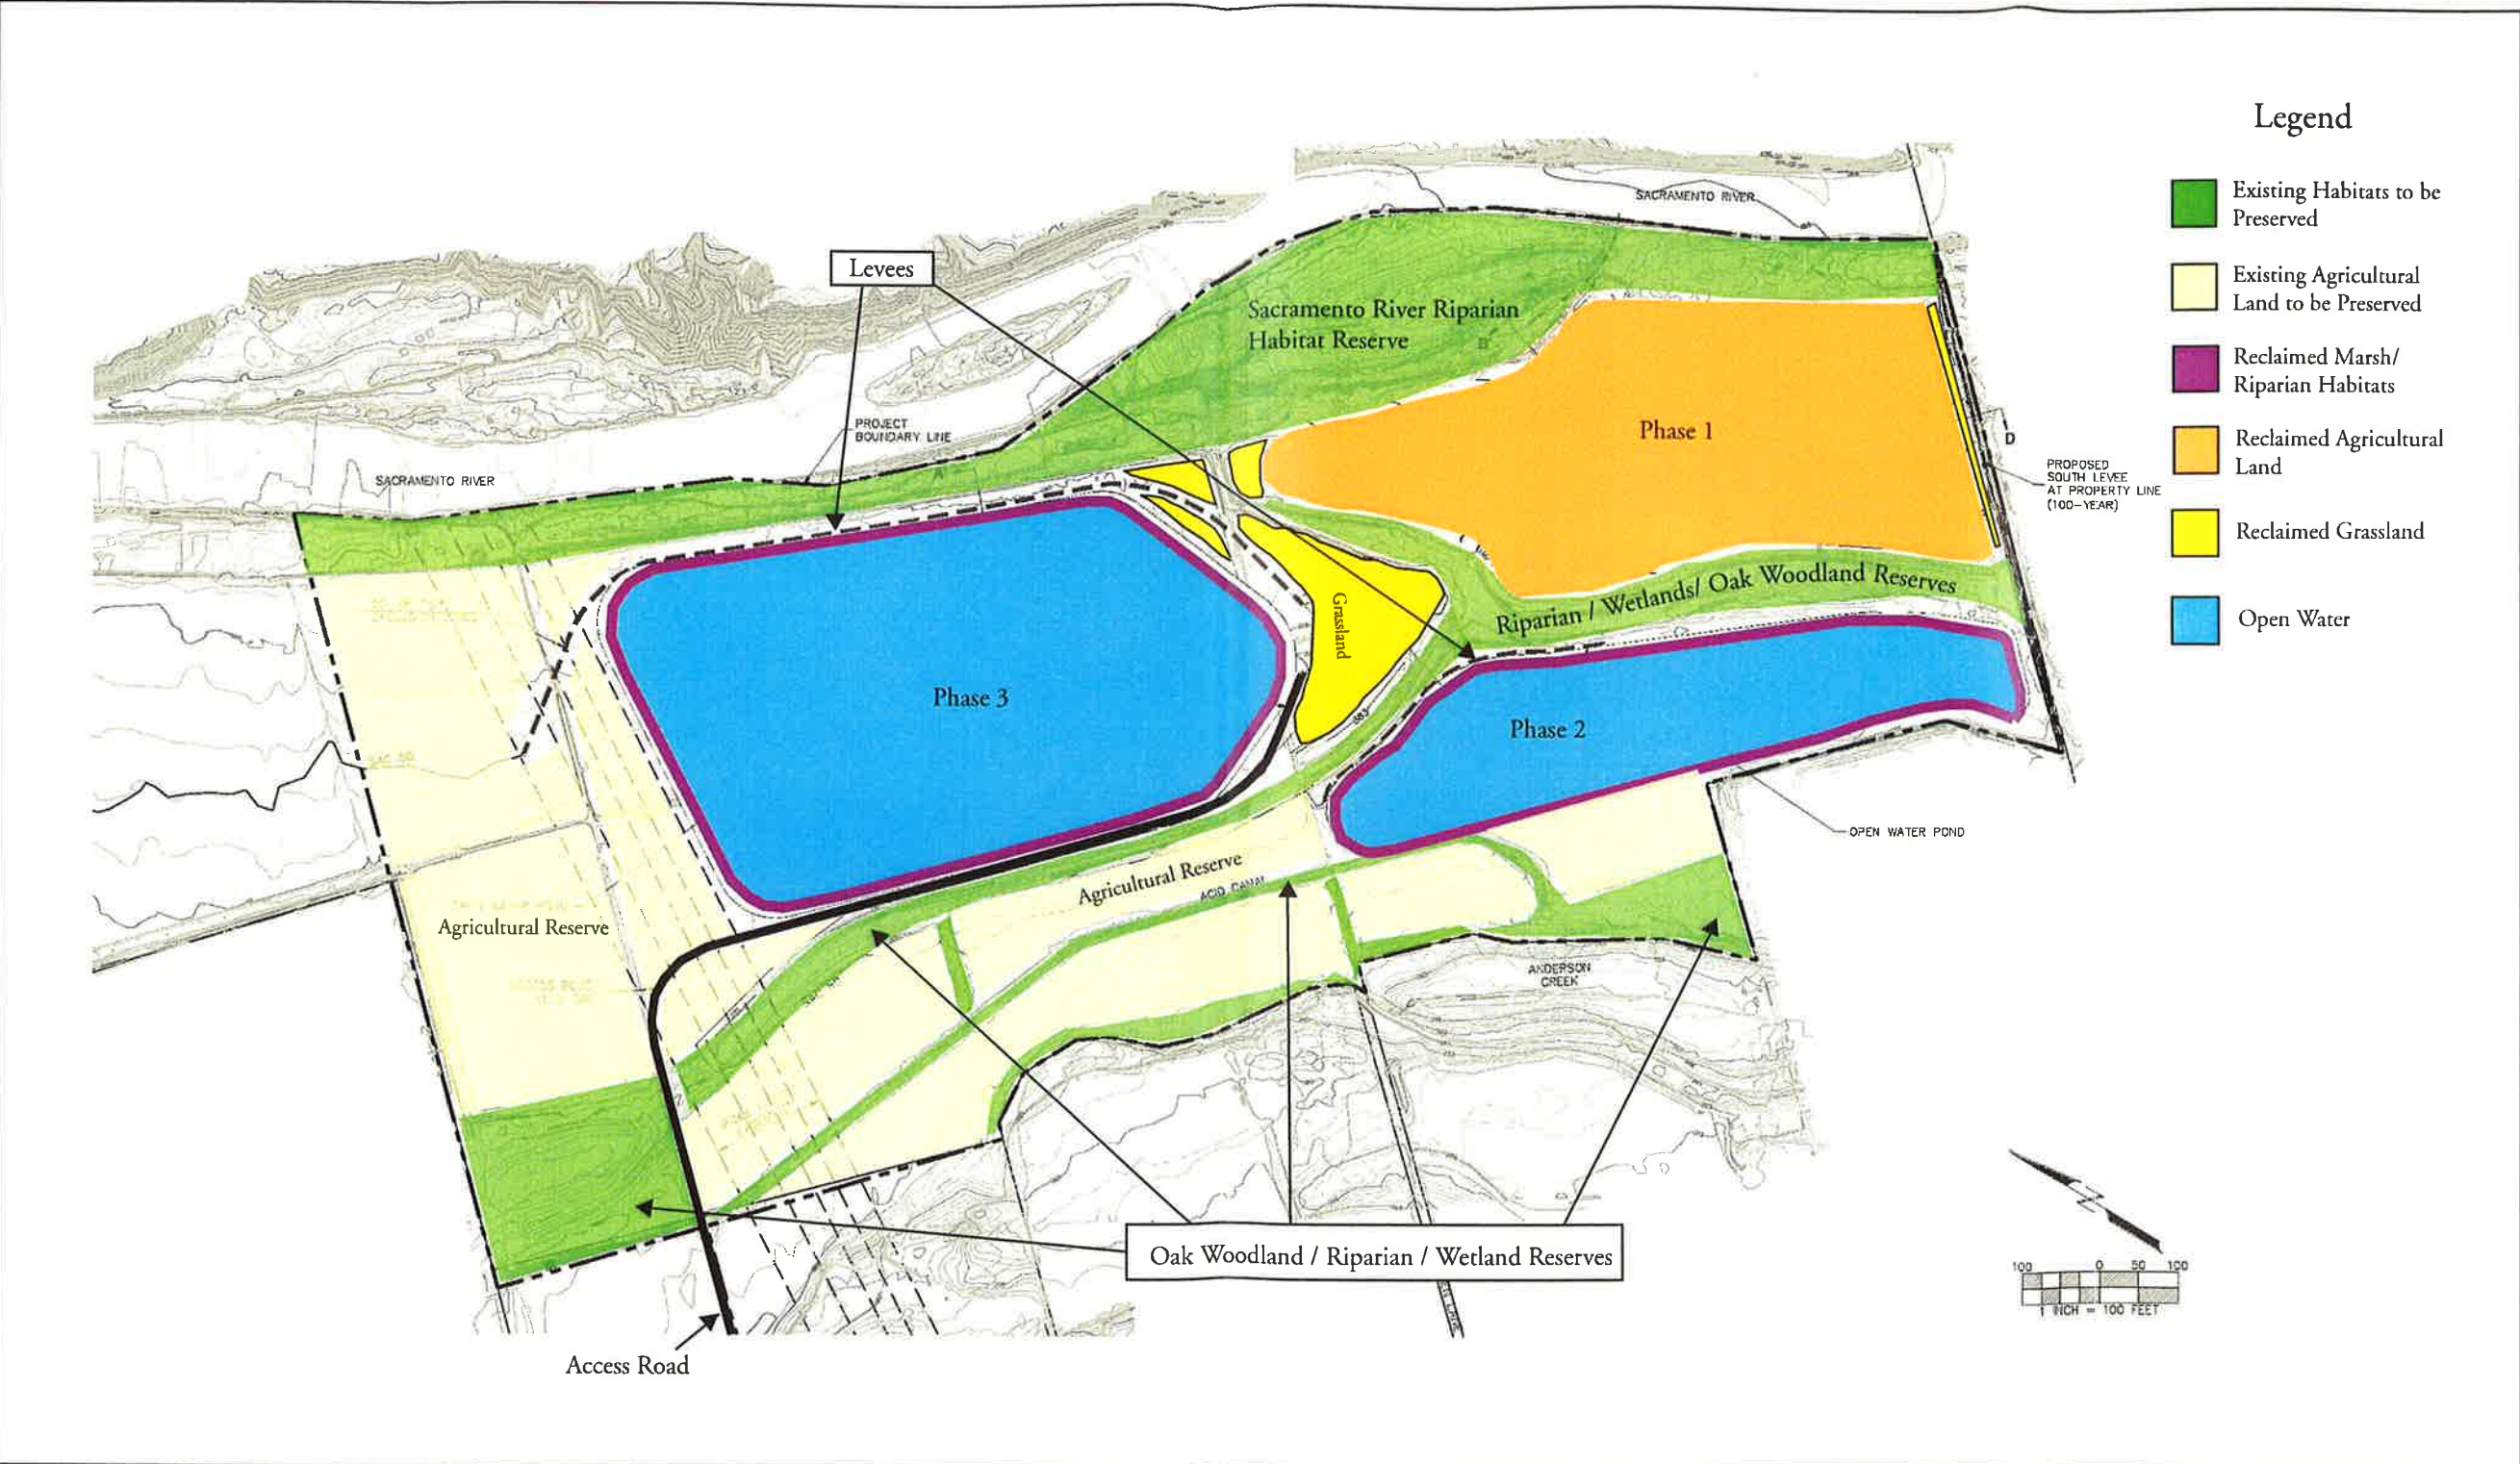 Legend
Existing Habitats to be
Preserved
Existing Agricultural
Land to be Preserved
Reclaimed Marsh/
Riparian Habitats
Reclaimed Agricultural
Land
Reclaimed Grassland
Open Water
SACRAMENTO RIVER
Levees
Sacramento River Riparian
Habitat Reserve
PROJECT
BOUNDARY LINE
Phase 1
D
PROPOSED
SOUTH LEVEE
AT PROPERTY LINE
(100-YEAR)
SACRAMENTO RIVER
Riparian / Wetlands/ Oak Woodland Reserves
Grassland
Phase 3
Phase 2
OPEN WATER POND
Agricultural Reserve
ACID CANAL
Agricultural Reserve
ANDERSON
CREEK
Oak Woodland / Riparian / Wetland Reserves
100 0 50 100
1 INCH = 100 FEET
Access Road